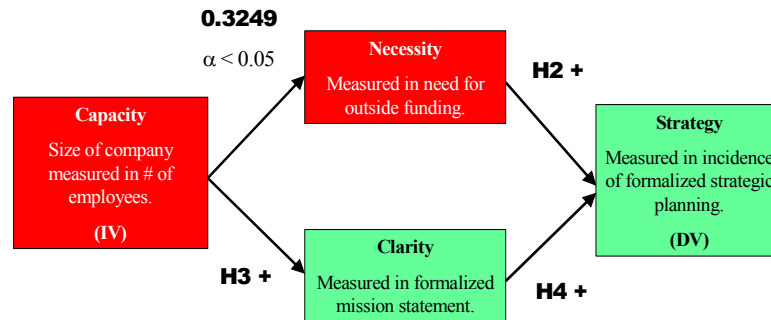 0.3249
α < 0.05
Necessity
Measured in need for
outside funding.
H2 +
Capacity
Size of company
measured in # of
employees.
(IV)
Strategy
Measured in incidence
of formalized strategic
planning.
(DV)
H3 +
Clarity
Measured in formalized
mission statement.
H4 +